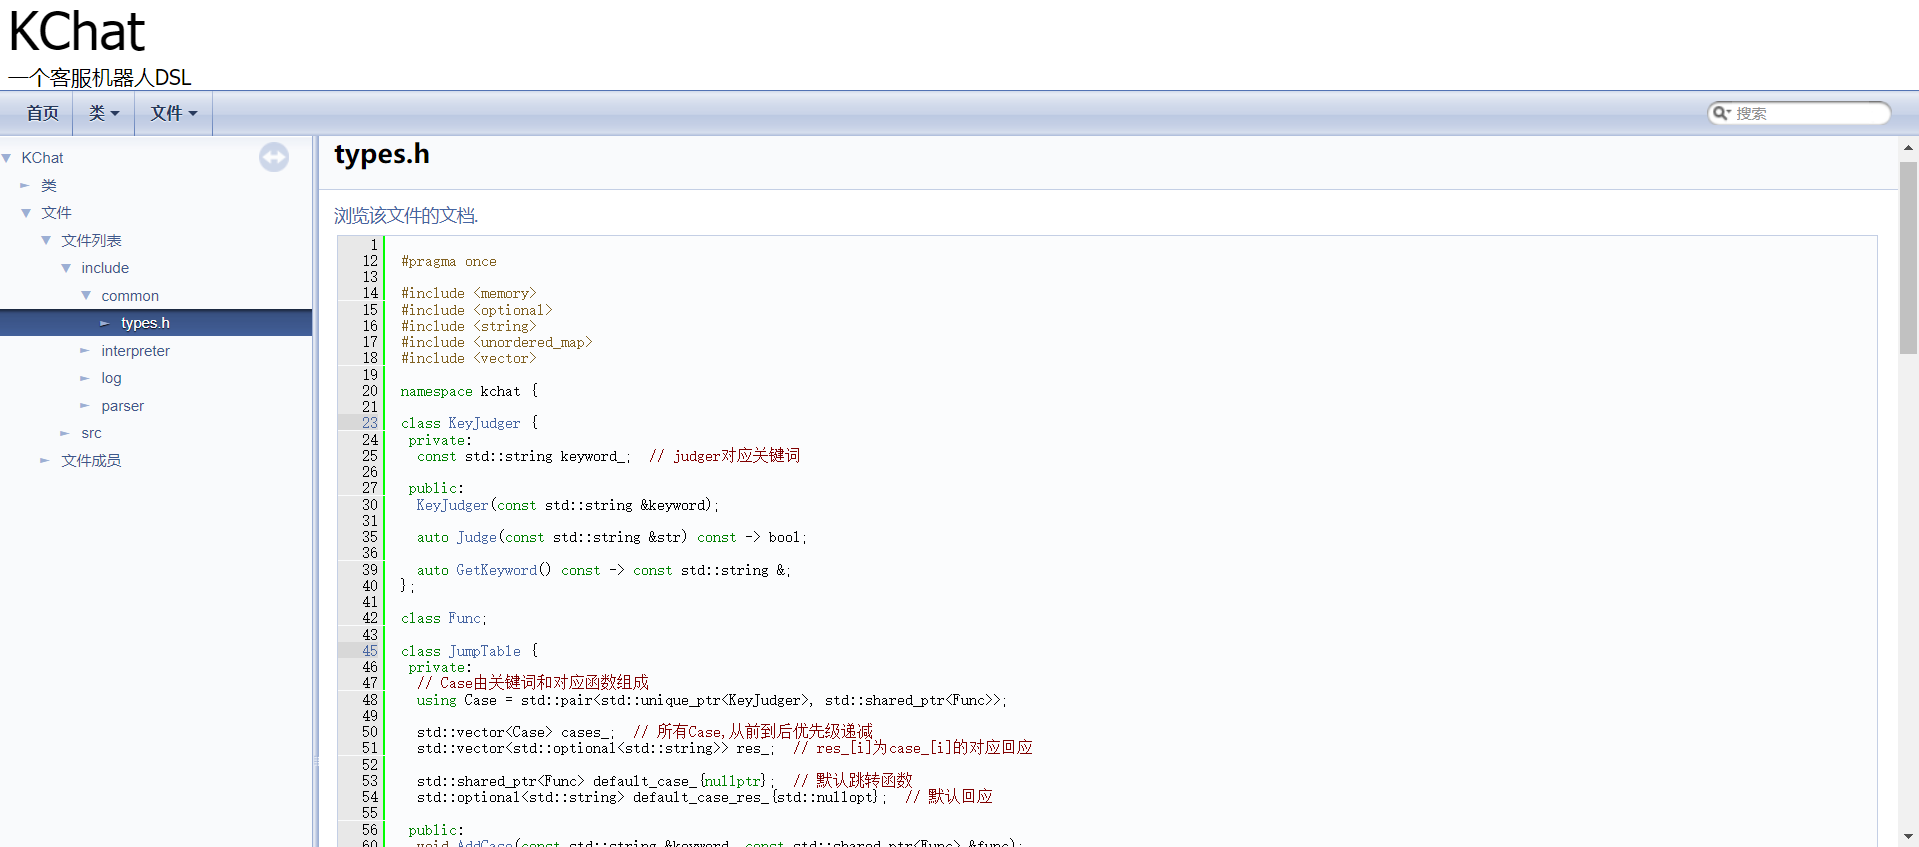 KChat
一个客服机器人DSL
首页 类 文件 搜索
KChat
类
文件
文件列表
include
common
types.h
interpreter
log
parser
src
文件成员
types.h
浏览该文件的文档.
1
12 #pragma once
13
14 #include <memory>
15 #include <optional>
16 #include <string>
17 #include <unordered_map>
18 #include <vector>
19
20 namespace kchat {
21
23 class KeyJudger {
24 private:
25 const std::string keyword_; // judger对应关键词
26
27 public:
30 KeyJudger(const std::string &keyword);
31
35 auto Judge(const std::string &str) const -> bool;
36
39 auto GetKeyword() const -> const std::string &;
40 };
41
42 class Func;
43
45 class JumpTable {
46 private:
47 // Case由关键词和对应函数组成
48 using Case = std::pair<std::unique_ptr<KeyJudger>, std::shared_ptr<Func>>;
49
50 std::vector<Case> cases_; // 所有Case,从前到后优先级递减
51 std::vector<std::optional<std::string>> res_; // res_[i]为case_[i]的对应回应
52
53 std::shared_ptr<Func> default_case_{nullptr}; // 默认跳转函数
54 std::optional<std::string> default_case_res_{std::nullopt}; // 默认回应
55
56 public:
60 void AddCase(const std::string &keyword, const std::shared_ptr<Func> &func);